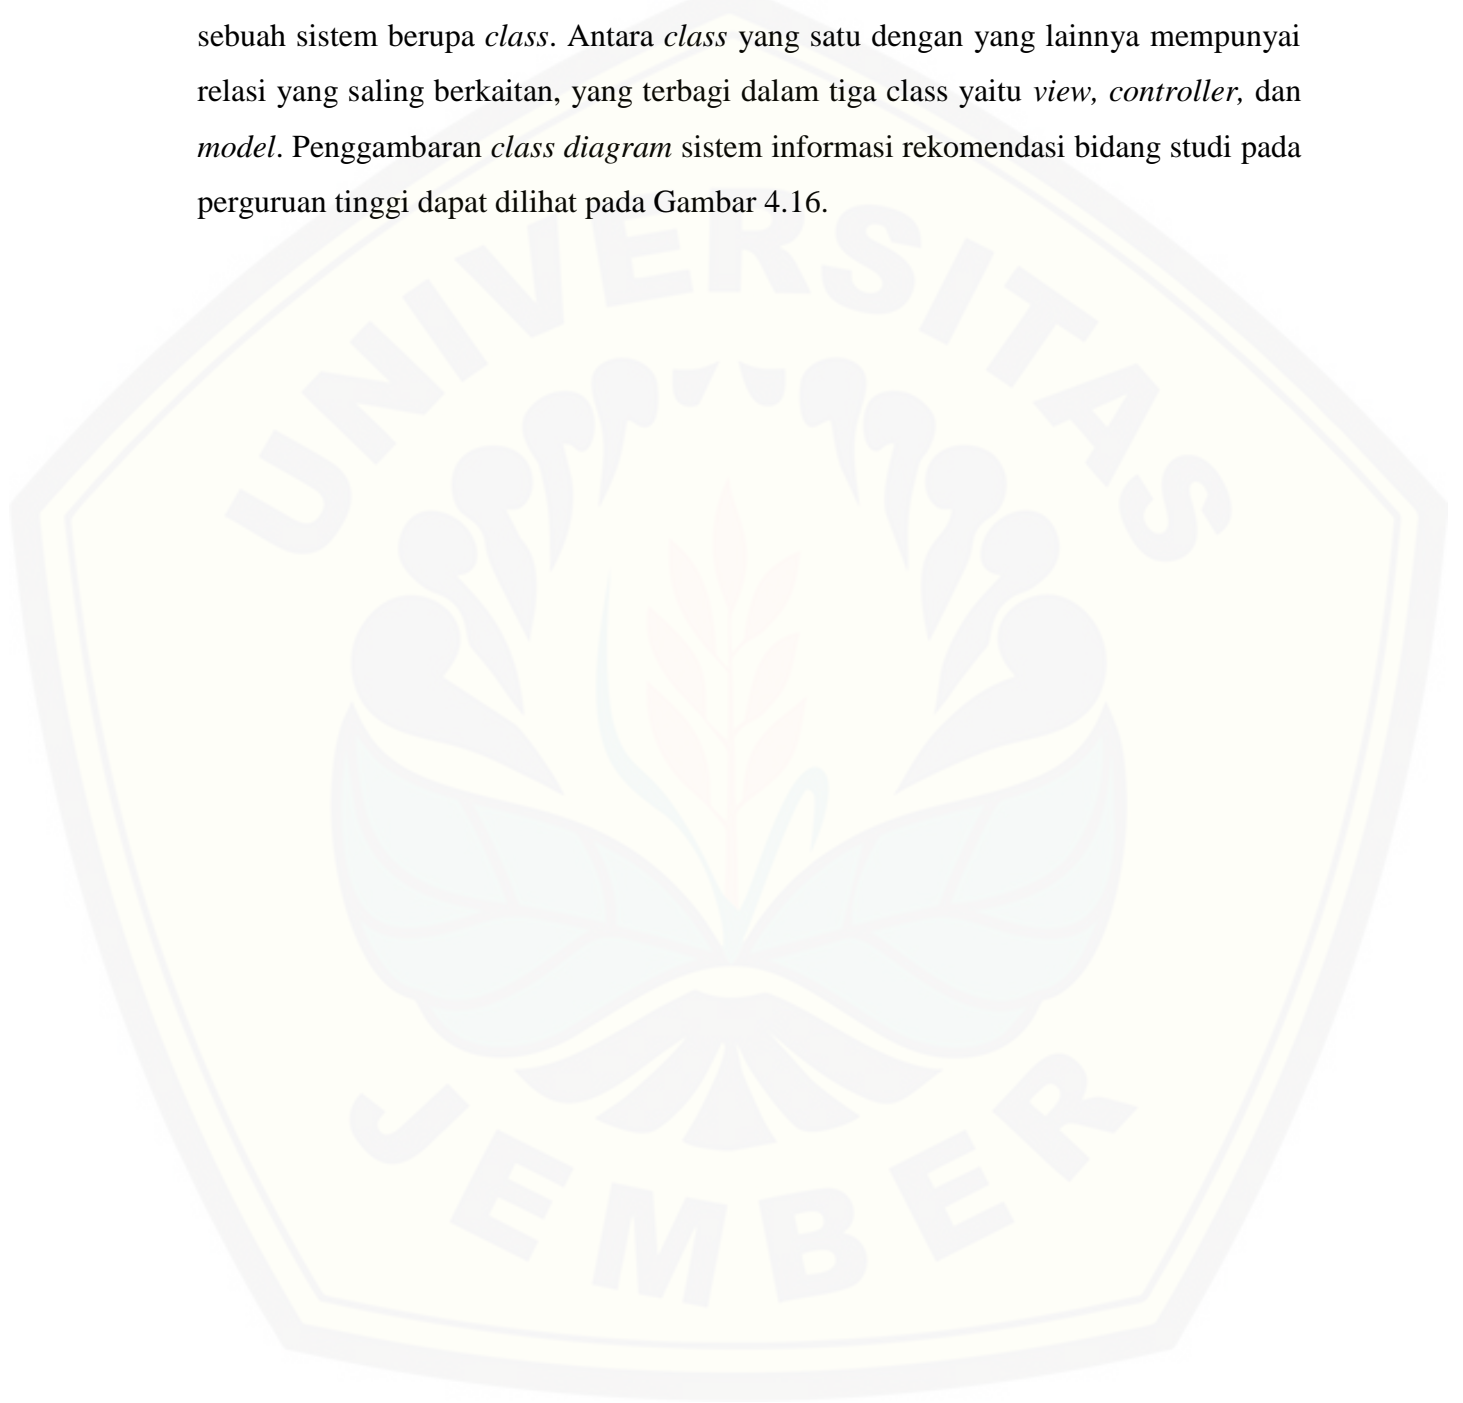 sebuah sistem berupa class. Antara class yang satu dengan yang lainnya mempunyai
relasi yang saling berkaitan, yang terbagi dalam tiga class yaitu view, controller, dan
model. Penggambaran class diagram sistem informasi rekomendasi bidang studi pada
perguruan tinggi dapat dilihat pada Gambar 4.16.
UNIVERSITAS
JEMBER